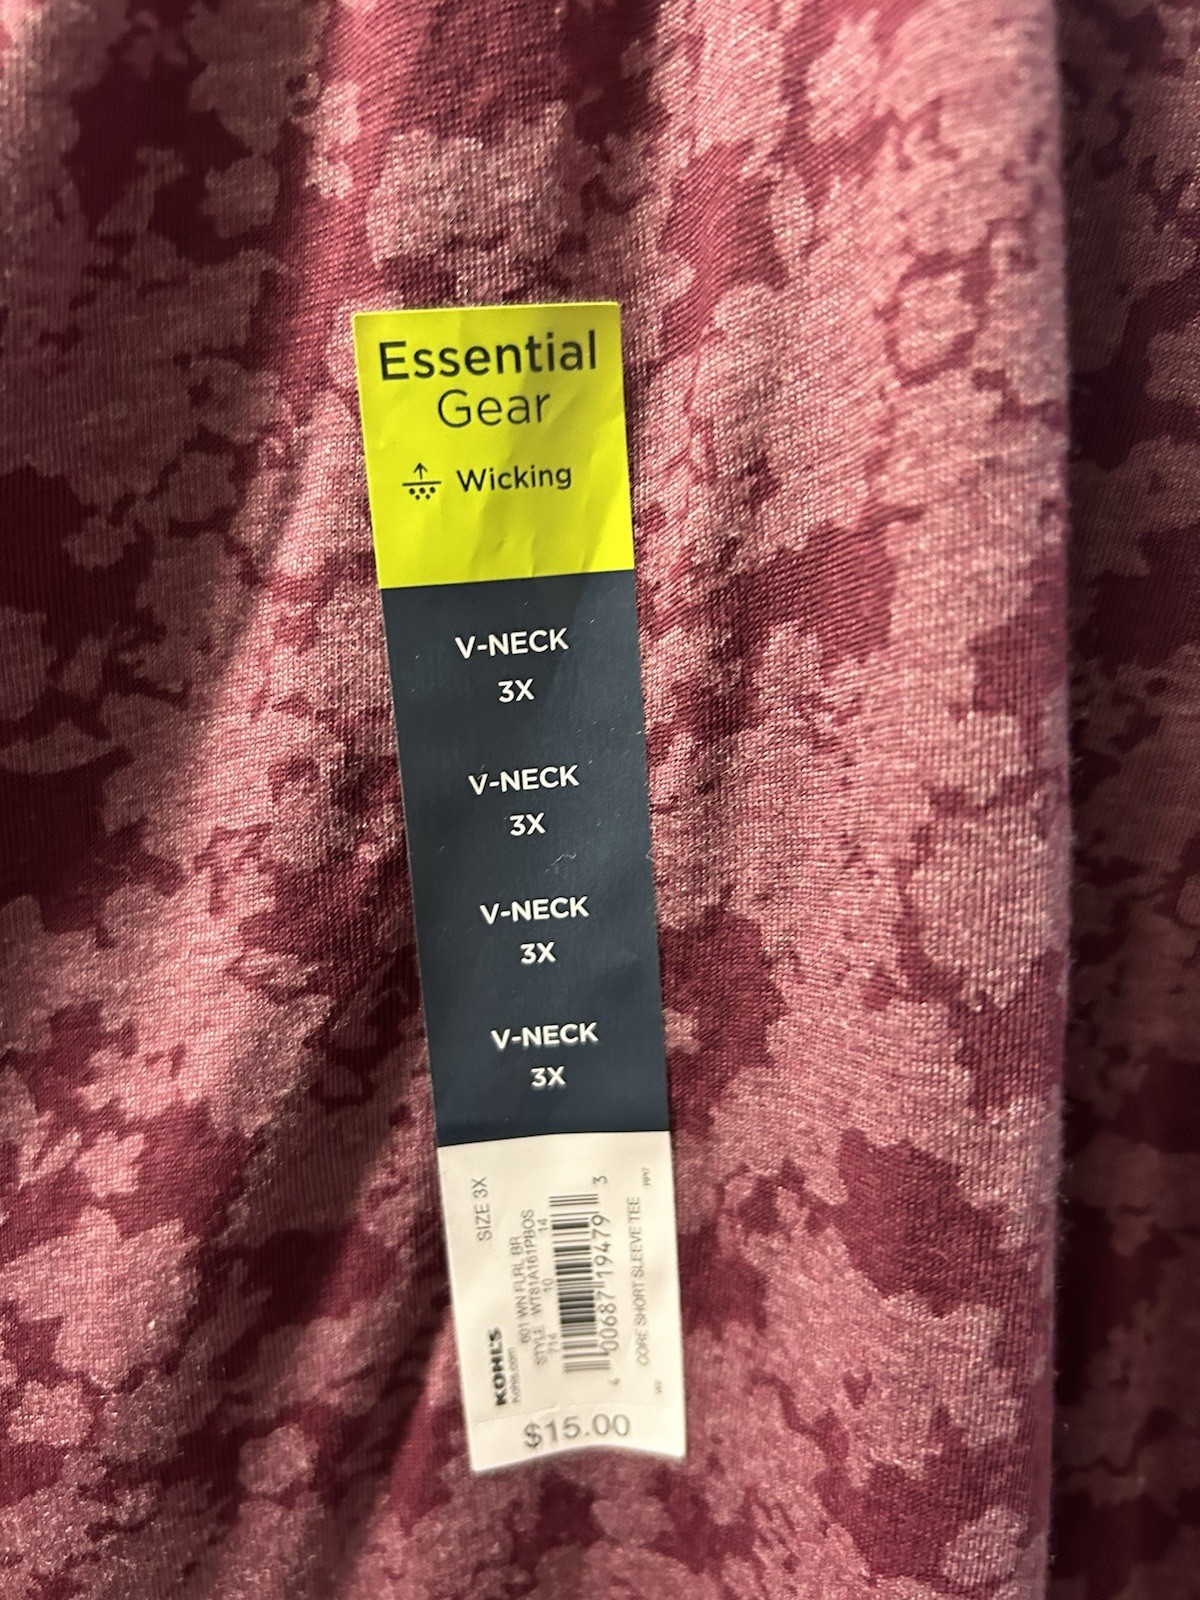 Essential
Gear
Wicking
V-NECK
3X
V-NECK
3X
V-NECK
3X
V-NECK
3X
SIZE 3X
KOHL'S
Kohls.com
601 WN FLRL BR
STYLE WT81A161PBOS
714 10 14
4 00687 19479 3
CORE SHORT SLEEVE TEE
$15.00